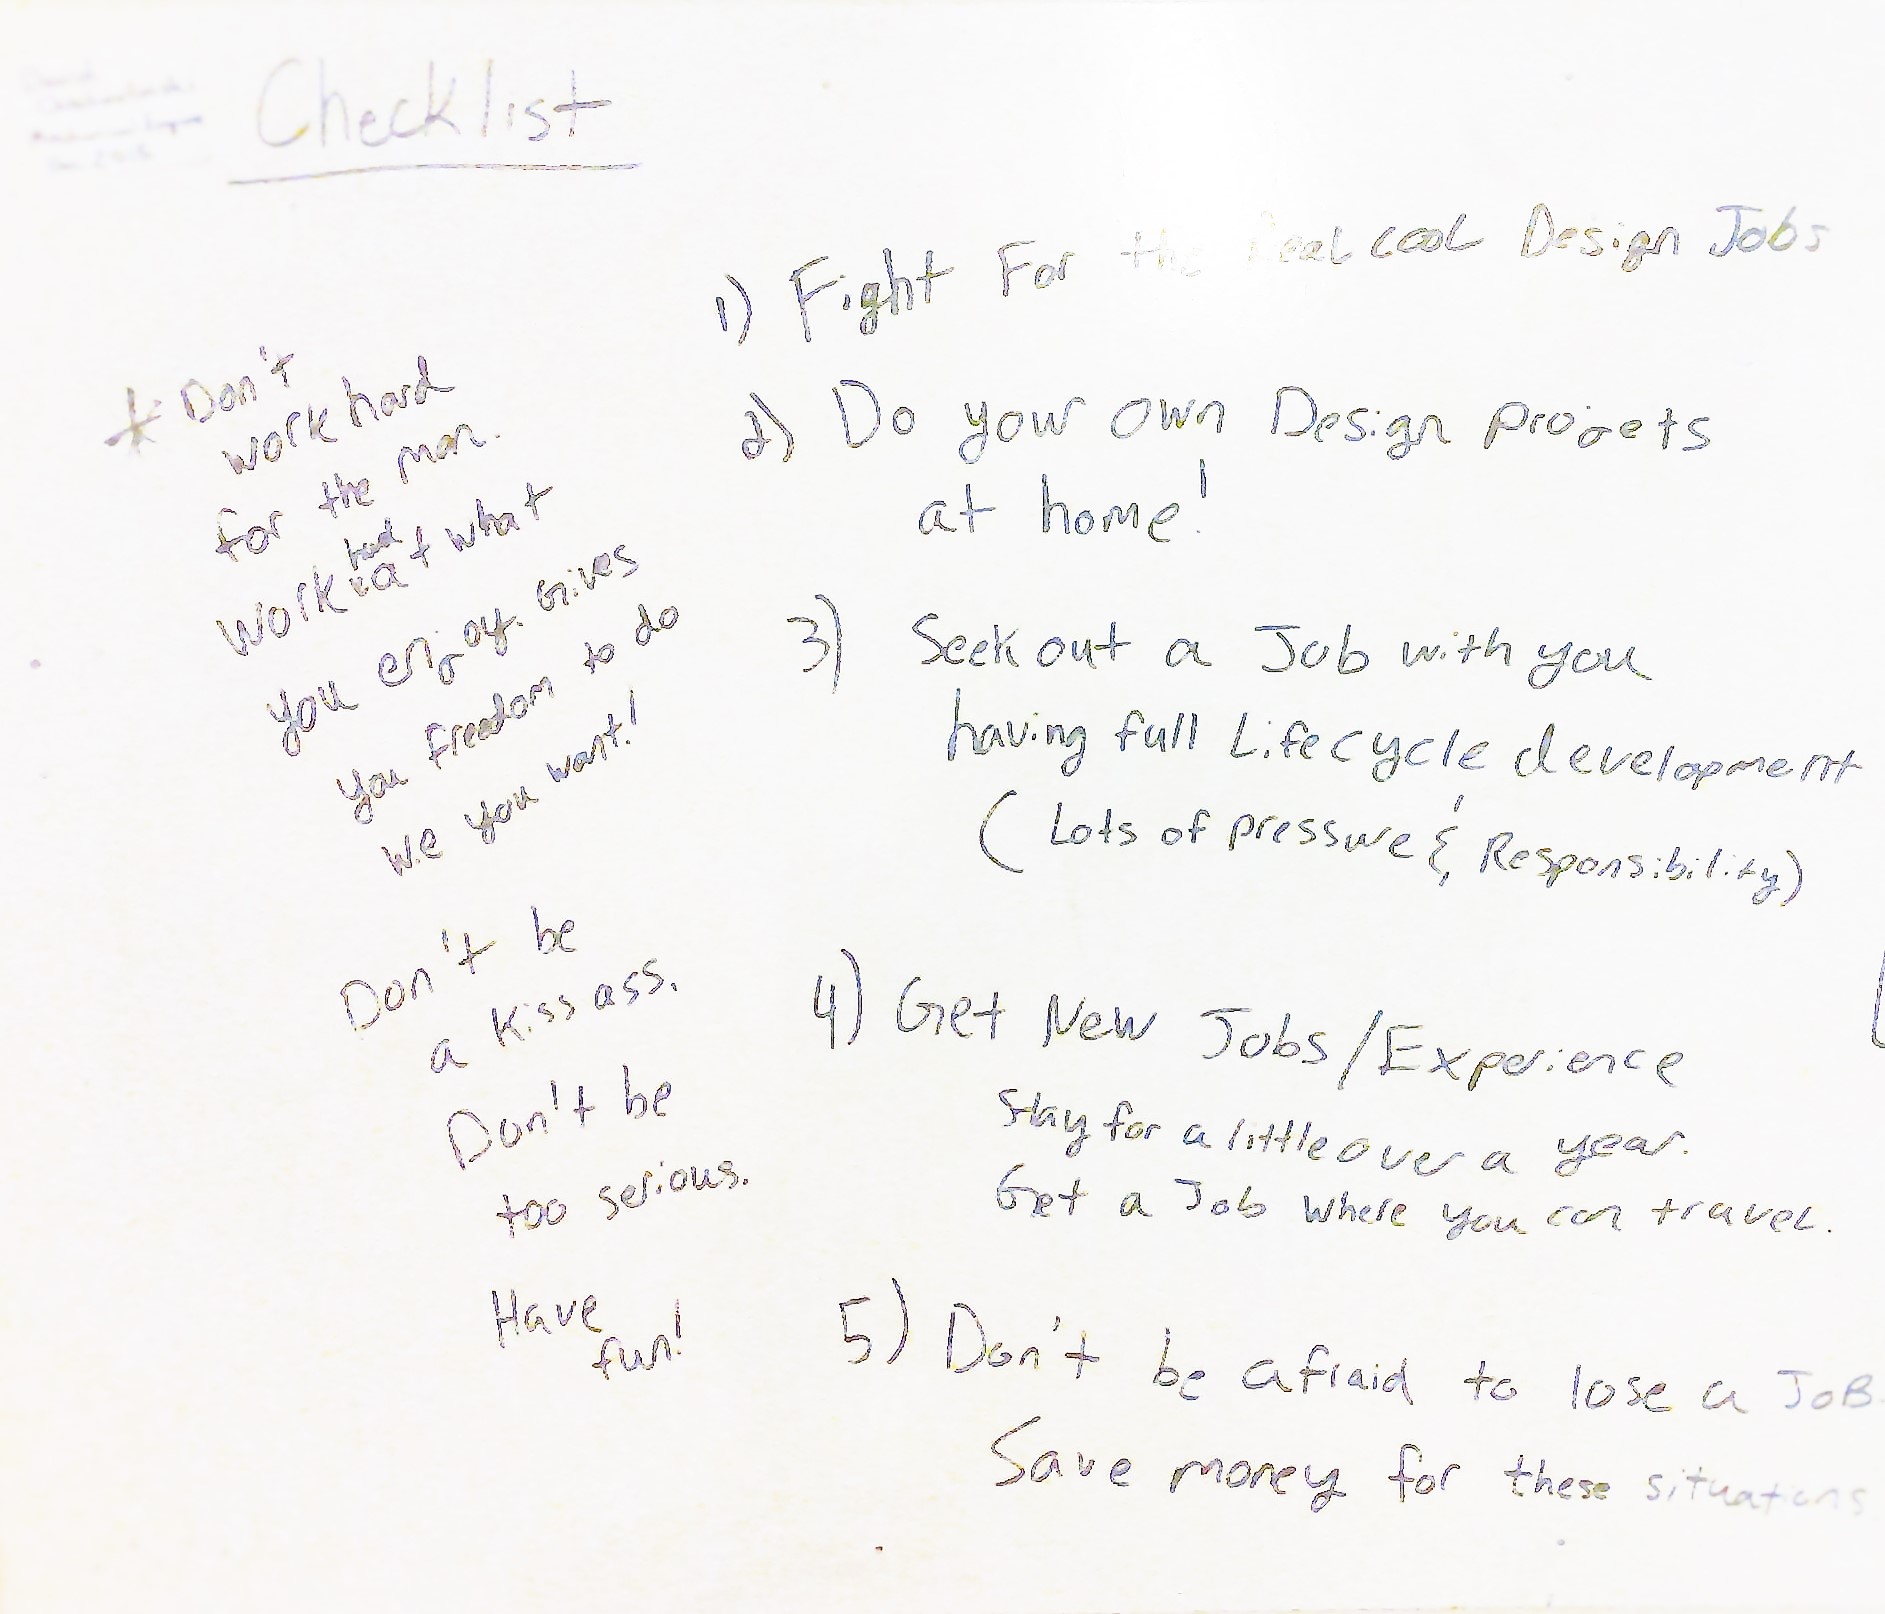 Checklist
1) Fight For the Real cool Design Jobs
2) Do your own Design projets
at home!
3) Seek out a Job with you
having full Lifecycle development
( Lots of pressure & Responsibility)
4) Get New Jobs/Experience
Stay for a little over a year.
Get a Job where you can travel.
5) Don't be afraid to lose a JoB.
Save money for these situations
* Don't
work hard
for the man.
Work hard at what
you enjoy. Gives
you freedom to do
we you want!
Don't be
a kiss ass.
Don't be
too serious.
Have
fun!